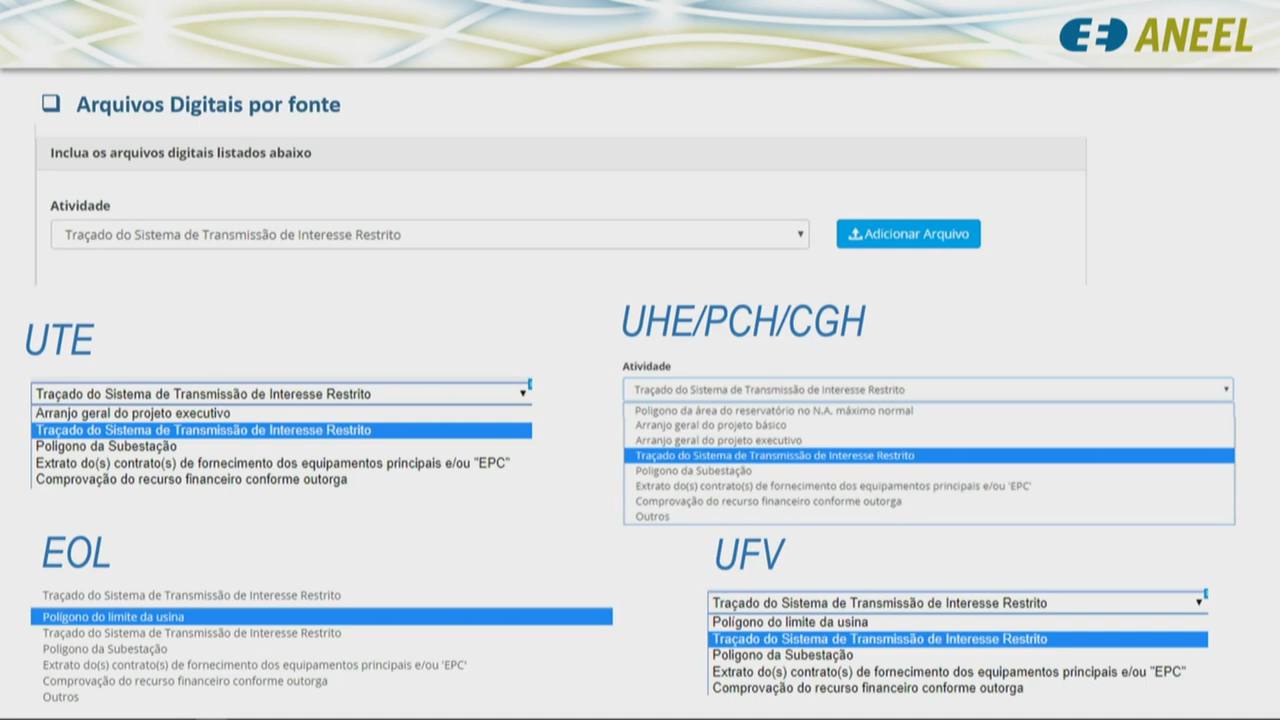 ANEEL
Arquivos Digitais por fonte
Inclua os arquivos digitais listados abaixo
Atividade
Traçado do Sistema de Transmissão de Interesse Restrito
Adicionar Arquivo
UTE
Traçado do Sistema de Transmissão de Interesse Restrito
Arranjo geral do projeto executivo
Traçado do Sistema de Transmissão de Interesse Restrito
Poligono da Subestação
Extrato do(s) contrato(s) de fornecimento dos equipamentos principais e/ou "EPC"
Comprovação do recurso financeiro conforme outorga
UHE/PCH/CGH
Atividade
Traçado do Sistema de Transmissão de Interesse Restrito
Poligono da área do reservatório no N.A. máximo normal
Arranjo geral do projeto básico
Arranjo geral do projeto executivo
Traçado do Sistema de Transmissão de Interesse Restrito
Poligono da Subestação
Extrato do(s) contrato(s) de fornecimento dos equipamentos principais e/ou 'EPC'
Comprovação do recurso financeiro conforme outorga
Outros
EOL
Traçado do Sistema de Transmissão de Interesse Restrito
Polígono do limite da usina
Traçado do Sistema de Transmissão de Interesse Restrito
Poligono da Subestação
Extrato do(s) contrato(s) de fornecimento dos equipamentos principais e/ou 'EPC'
Comprovação do recurso financeiro conforme outorga
Outros
UFV
Traçado do Sistema de Transmissão de Interesse Restrito
Polígono do limite da usina
Traçado do Sistema de Transmissão de Interesse Restrito
Poligono da Subestação
Extrato do(s) contrato(s) de fornecimento dos equipamentos principais e/ou "EPC"
Comprovação do recurso financeiro conforme outorga